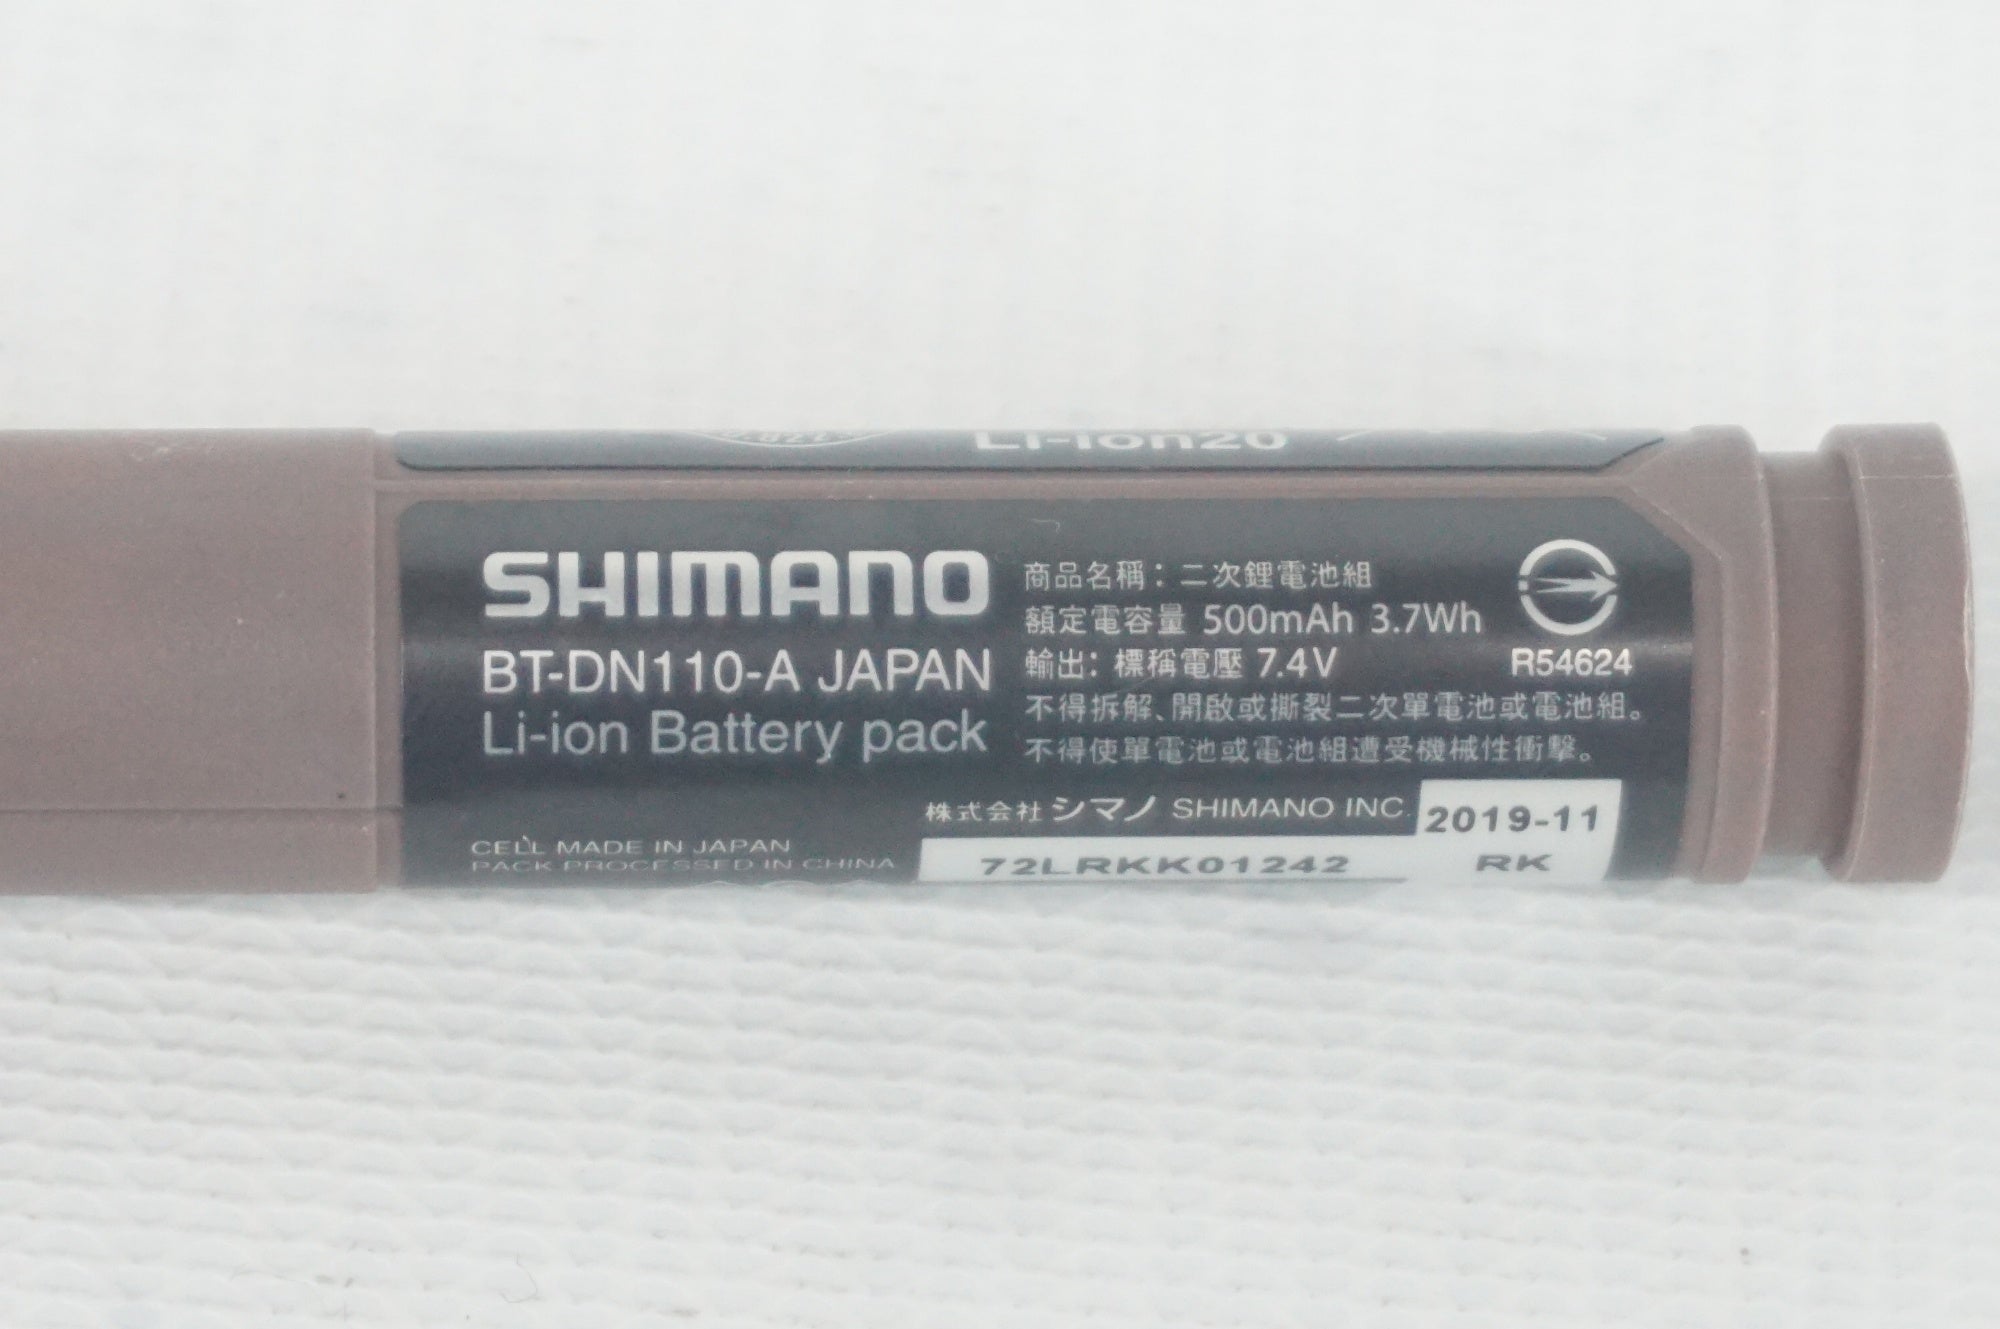 Li-ion20
SHIMANO
BT-DN110-A JAPAN
Li-ion Battery pack
CELL MADE IN JAPAN
PACK PROCESSED IN CHINA
商品名稱：二次鋰電池組
額定電容量 500mAh 3.7Wh
輸出：標稱電壓 7.4V
R54624
不得拆解、開啟或撕裂二次單電池或電池組。
不得使單電池或電池組遭受機械性衝擊。
株式会社シマノ SHIMANO INC.
2019-11
72LRKK01242
RK